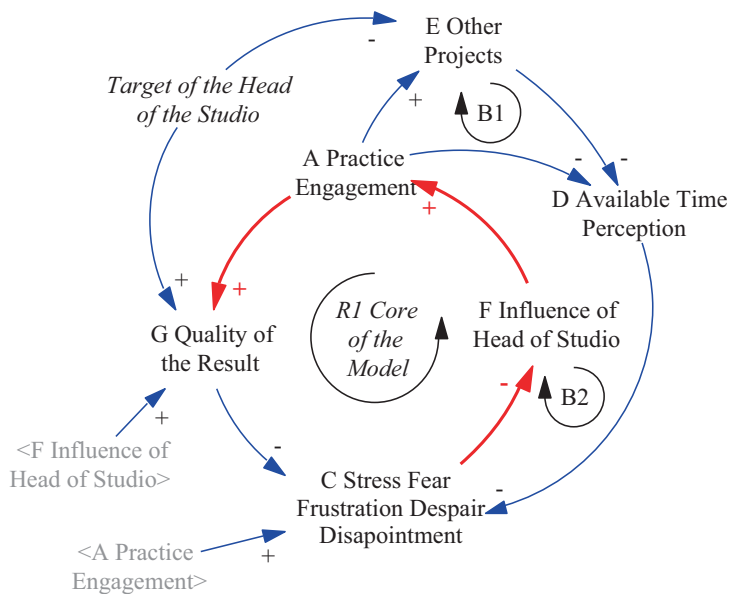 E Other
Projects
-
Target of the Head
of the Studio
+
B1
A Practice
Engagement
-
-
+
D Available Time
Perception
+
+
R1 Core
of the
Model
G Quality of
the Result
F Influence of
Head of Studio
-
B2
+
<F Influence of
Head of Studio>
-
C Stress Fear
Frustration Despair
Disapointment
-
<A Practice
Engagement>
+